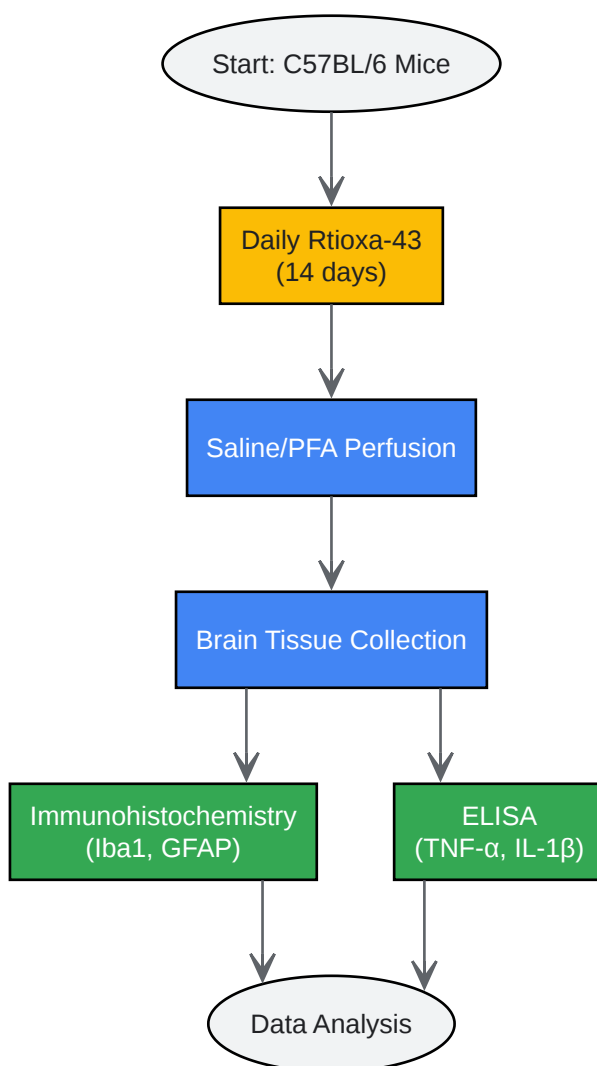 Start: C57BL/6 Mice
Daily Rtioxa-43
(14 days)
Saline/PFA Perfusion
Brain Tissue Collection
Immunohistochemistry
(Iba1, GFAP)
ELISA
(TNF-α, IL-1β)
Data Analysis